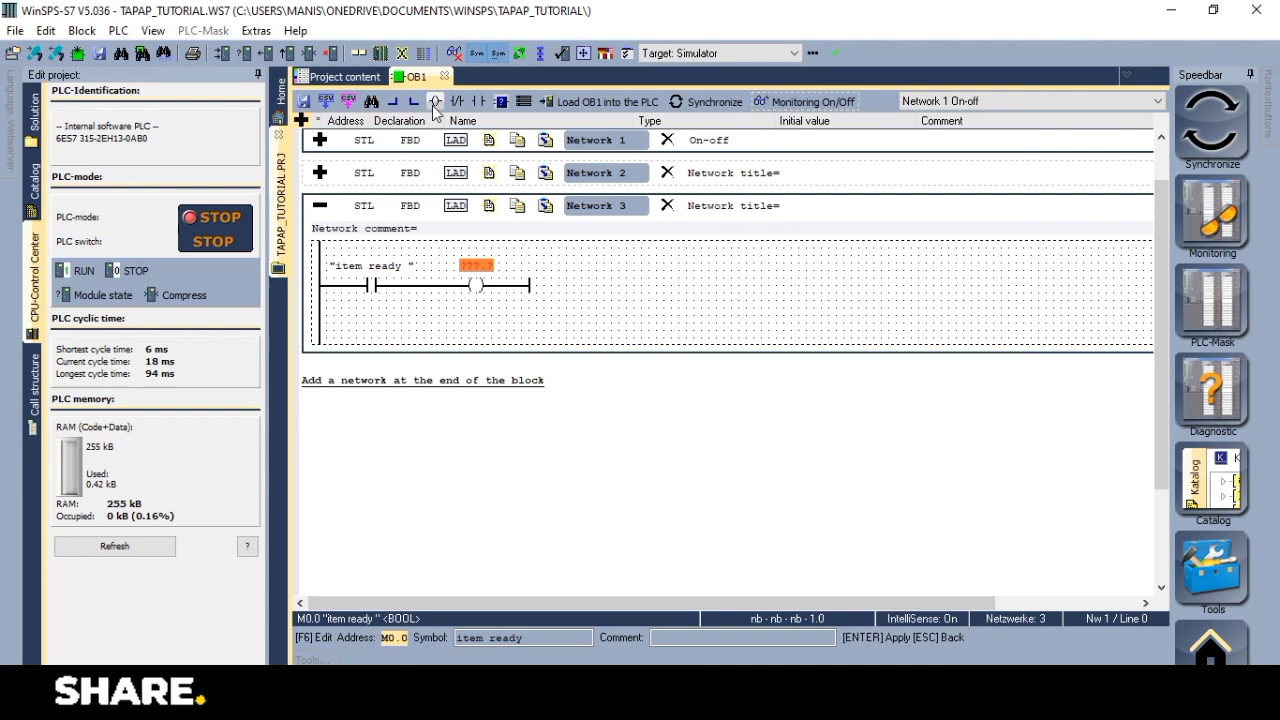 WinSPS-S7 V5.036 - TAPAP_TUTORIAL.WS7 (C:\USERS\MANIS\ONEDRIVE\DOCUMENTS\WINSPS\TAPAP_TUTORIAL\)
File Edit Block PLC View PLC-Mask Extras Help
Sym Sym Target: Simulator
Edit project:
Project content OB1
Speedbar
PLC-Identification:
-- Internal software PLC --
6ES7 315-2EH13-0AB0
PLC-mode:
PLC-mode: STOP
PLC switch: STOP
RUN STOP
Module state Compress
PLC cyclic time:
Shortest cycle time: 6 ms
Current cycle time: 18 ms
Longest cycle time: 94 ms
PLC memory:
RAM (Code+Data):
255 kB
Used:
0.42 kB
RAM: 255 kB
Occupied: 0 kB (0.16%)
Refresh ?
Language, Webserver
Solution
Catalog
CPU-Control Center
Call structure
Home
TAPAP_TUTORIAL.PRJ
CSV CSV Load OB1 into the PLC Synchronize Monitoring On/Off Network 1 On-off
Address Declaration Name Type Initial value Comment
STL FBD LAD Network 1 On-off
STL FBD LAD Network 2 Network title=
STL FBD LAD Network 3 Network title=
Network comment=
"item ready " ???.?
Add a network at the end of the block
M0.0 "item ready " <BOOL> nb - nb - nb - 1.0 IntelliSense: On Netzwerke: 3 Nw 1 / Line 0
[F6] Edit Address: M0.0 Symbol: item ready Comment: [ENTER] Apply [ESC] Back
Tools...
Synchronize
Monitoring
PLC-Mask
Diagnostic
Katalog K K
Catalog
Tools
Kontextmenus
SHARE.